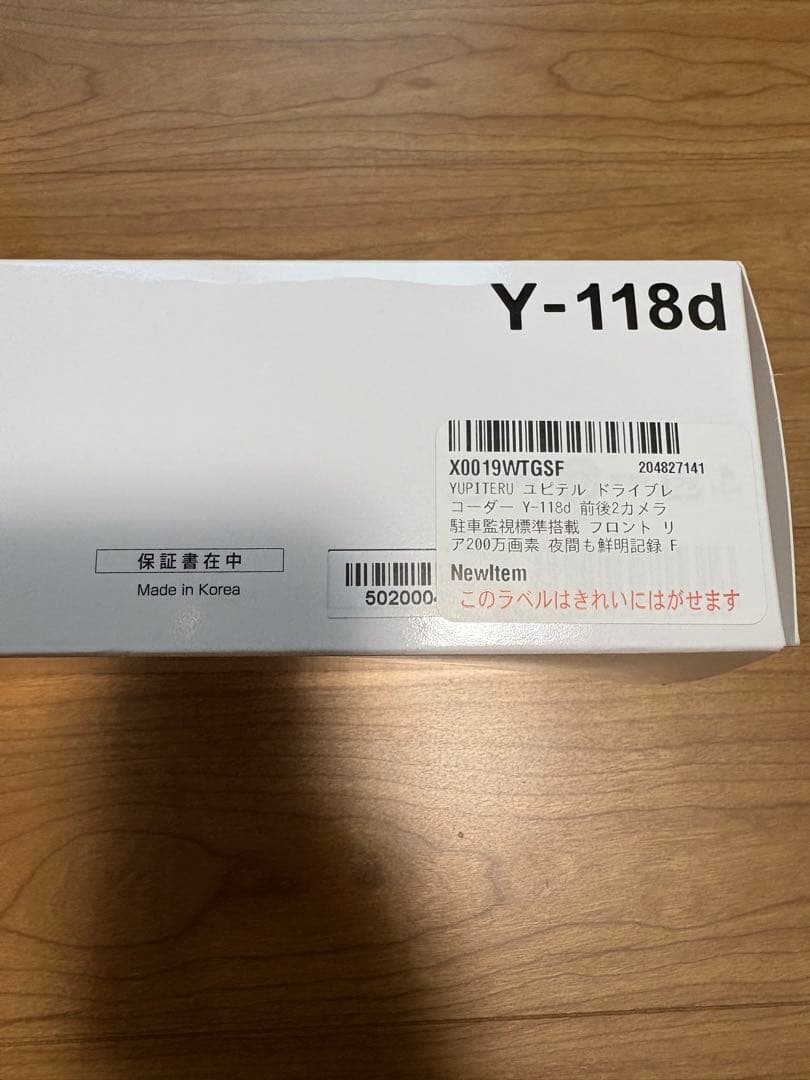 Y-118d
X0019WTGSF 204827141
YUPITERU ユピテル ドライブレ
コーダー Y-118d 前後2カメラ
駐車監視標準搭載 フロント リ
ア200万画素 夜間も鮮明記録 F
NewItem
このラベルはきれいにはがせます
保証書在中
Made in Korea
502000